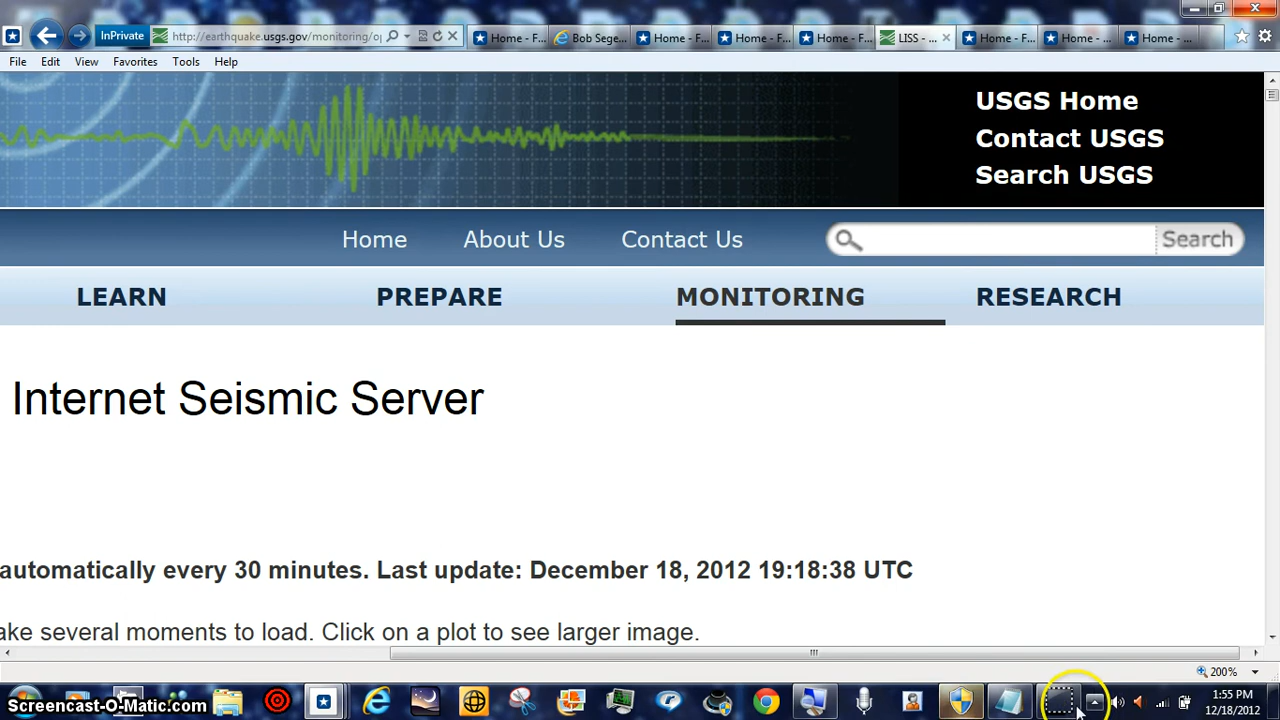 InPrivate http://earthquake.usgs.gov/monitoring/o Home - F... Bob Sege... Home - F... Home - F... Home - F... LISS - ... Home - F... Home - ... Home - ...
File Edit View Favorites Tools Help
USGS Home
Contact USGS
Search USGS
Home About Us Contact Us Search
LEARN PREPARE MONITORING RESEARCH
Internet Seismic Server
automatically every 30 minutes. Last update: December 18, 2012 19:18:38 UTC
ake several moments to load. Click on a plot to see larger image.
200%
Screencast-O-Matic.com
1:55 PM
12/18/2012